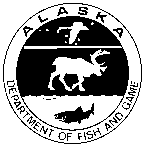 ALASKA
DEPARTMENT OF FISH AND GAME